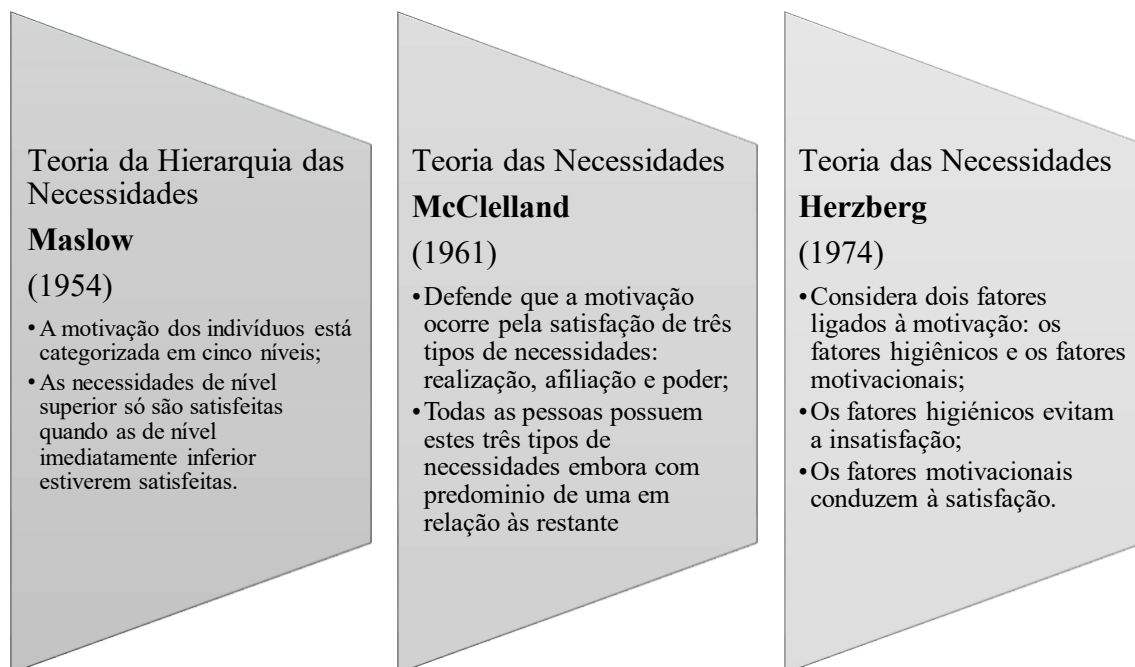 Teoria da Hierarquia das
Necessidades
Maslow
(1954)
• A motivação dos indivíduos está
categorizada em cinco níveis;
• As necessidades de nível
superior só são satisfeitas
quando as de nível
imediatamente inferior
estiverem satisfeitas.
Teoria das Necessidades
McClelland
(1961)
• Defende que a motivação
ocorre pela satisfação de três
tipos de necessidades:
realização, afiliação e poder;
• Todas as pessoas possuem
estes três tipos de
necessidades embora com
predominio de uma em
relação às restante
Teoria das Necessidades
Herzberg
(1974)
• Considera dois fatores
ligados à motivação: os
fatores higiênicos e os fatores
motivacionais;
• Os fatores higiénicos evitam
a insatisfação;
• Os fatores motivacionais
conduzem à satisfação.